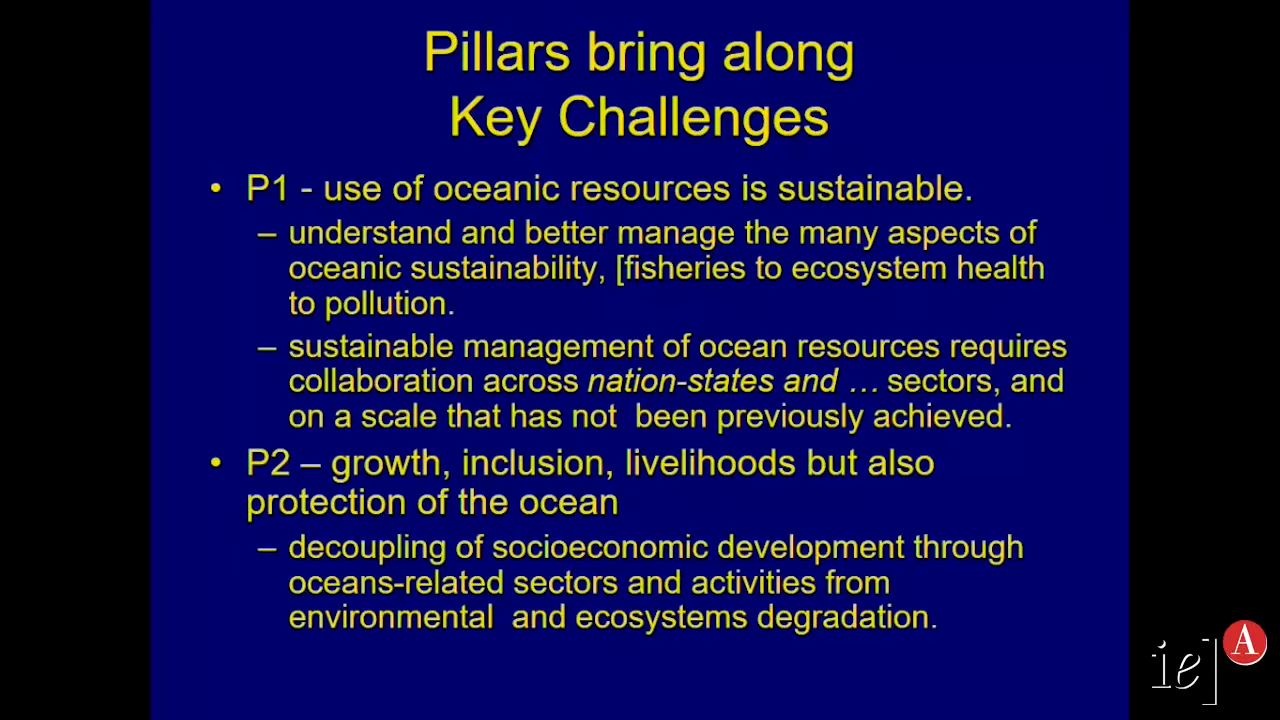 Pillars bring along
Key Challenges
• P1 - use of oceanic resources is sustainable.
– understand and better manage the many aspects of
oceanic sustainability, [fisheries to ecosystem health
to pollution.
– sustainable management of ocean resources requires
collaboration across nation-states and … sectors, and
on a scale that has not  been previously achieved.
• P2 – growth, inclusion, livelihoods but also
protection of the ocean
– decoupling of socioeconomic development through
oceans-related sectors and activities from
environmental  and ecosystems degradation.
ie] A